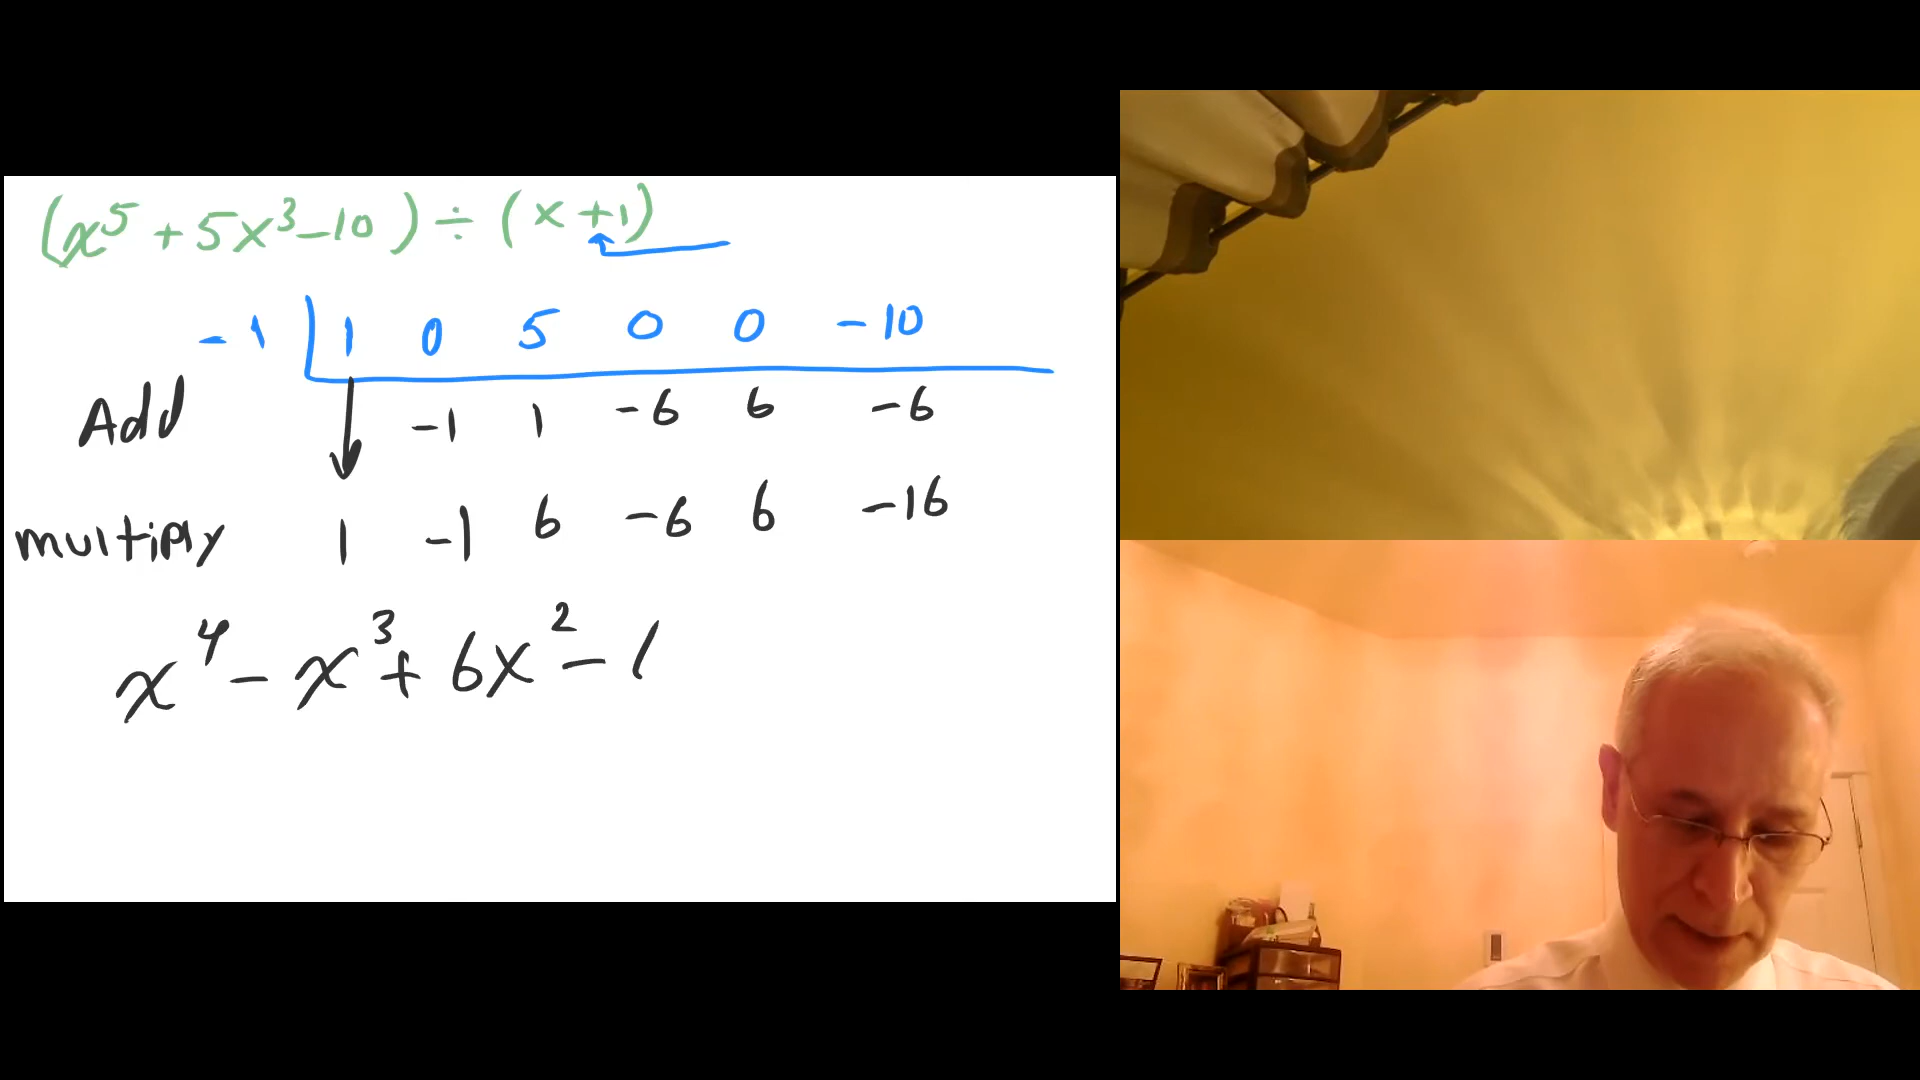 (x⁵ + 5x³ - 10) ÷ (x + 1)
-1 | 1 0 5 0 0 -10
Add -1 1 -6 6 -6
multiply 1 -1 6 -6 6 -16
x⁴ - x³ + 6x² -